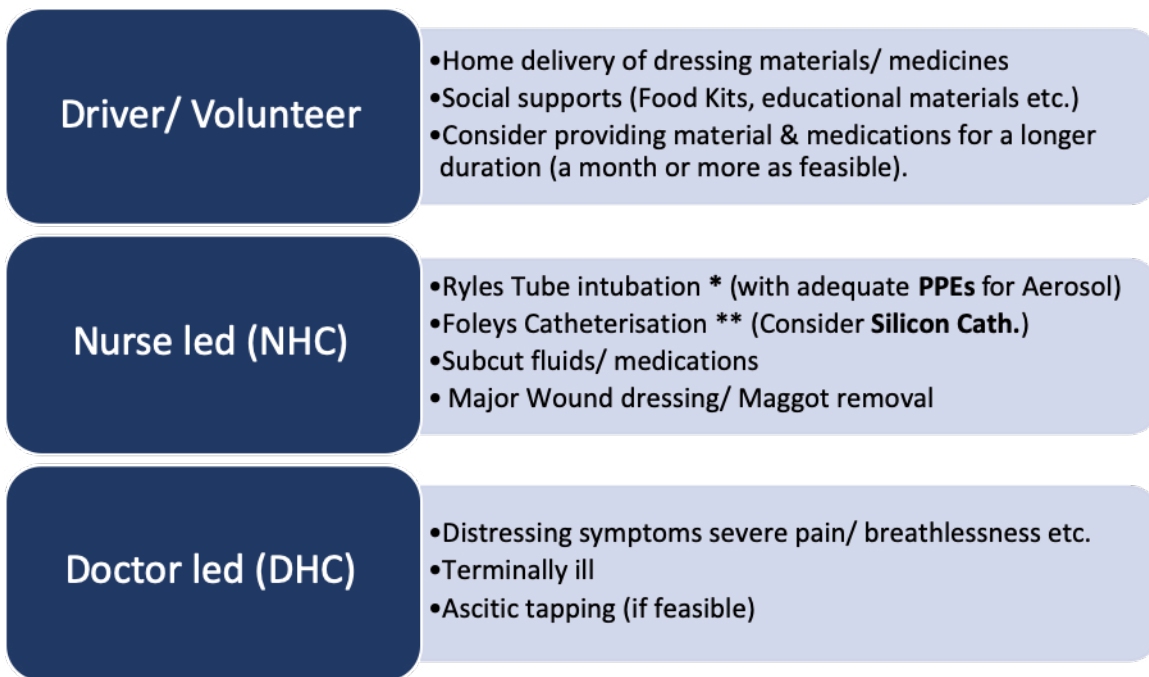 Driver/ Volunteer
•Home delivery of dressing materials/ medicines
•Social supports (Food Kits, educational materials etc.)
•Consider providing material & medications for a longer
duration (a month or more as feasible).
Nurse led (NHC)
•Ryles Tube intubation * (with adequate PPEs for Aerosol)
•Foleys Catheterisation ** (Consider Silicon Cath.)
•Subcut fluids/ medications
• Major Wound dressing/ Maggot removal
Doctor led (DHC)
•Distressing symptoms severe pain/ breathlessness etc.
•Terminally ill
•Ascitic tapping (if feasible)